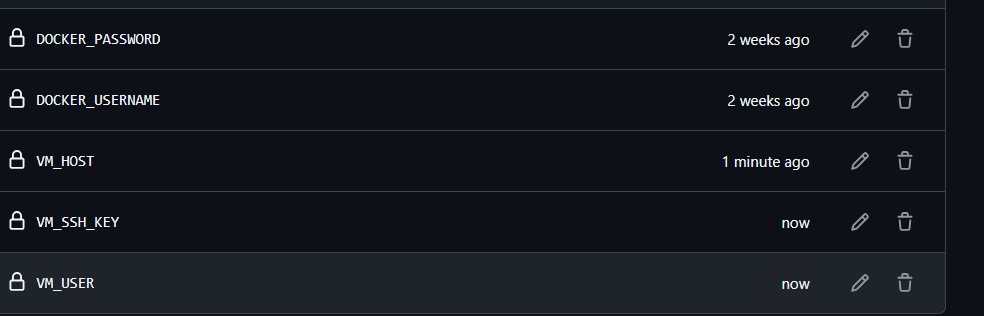 DOCKER_PASSWORD 2 weeks ago
DOCKER_USERNAME 2 weeks ago
VM_HOST 1 minute ago
VM_SSH_KEY now
VM_USER now